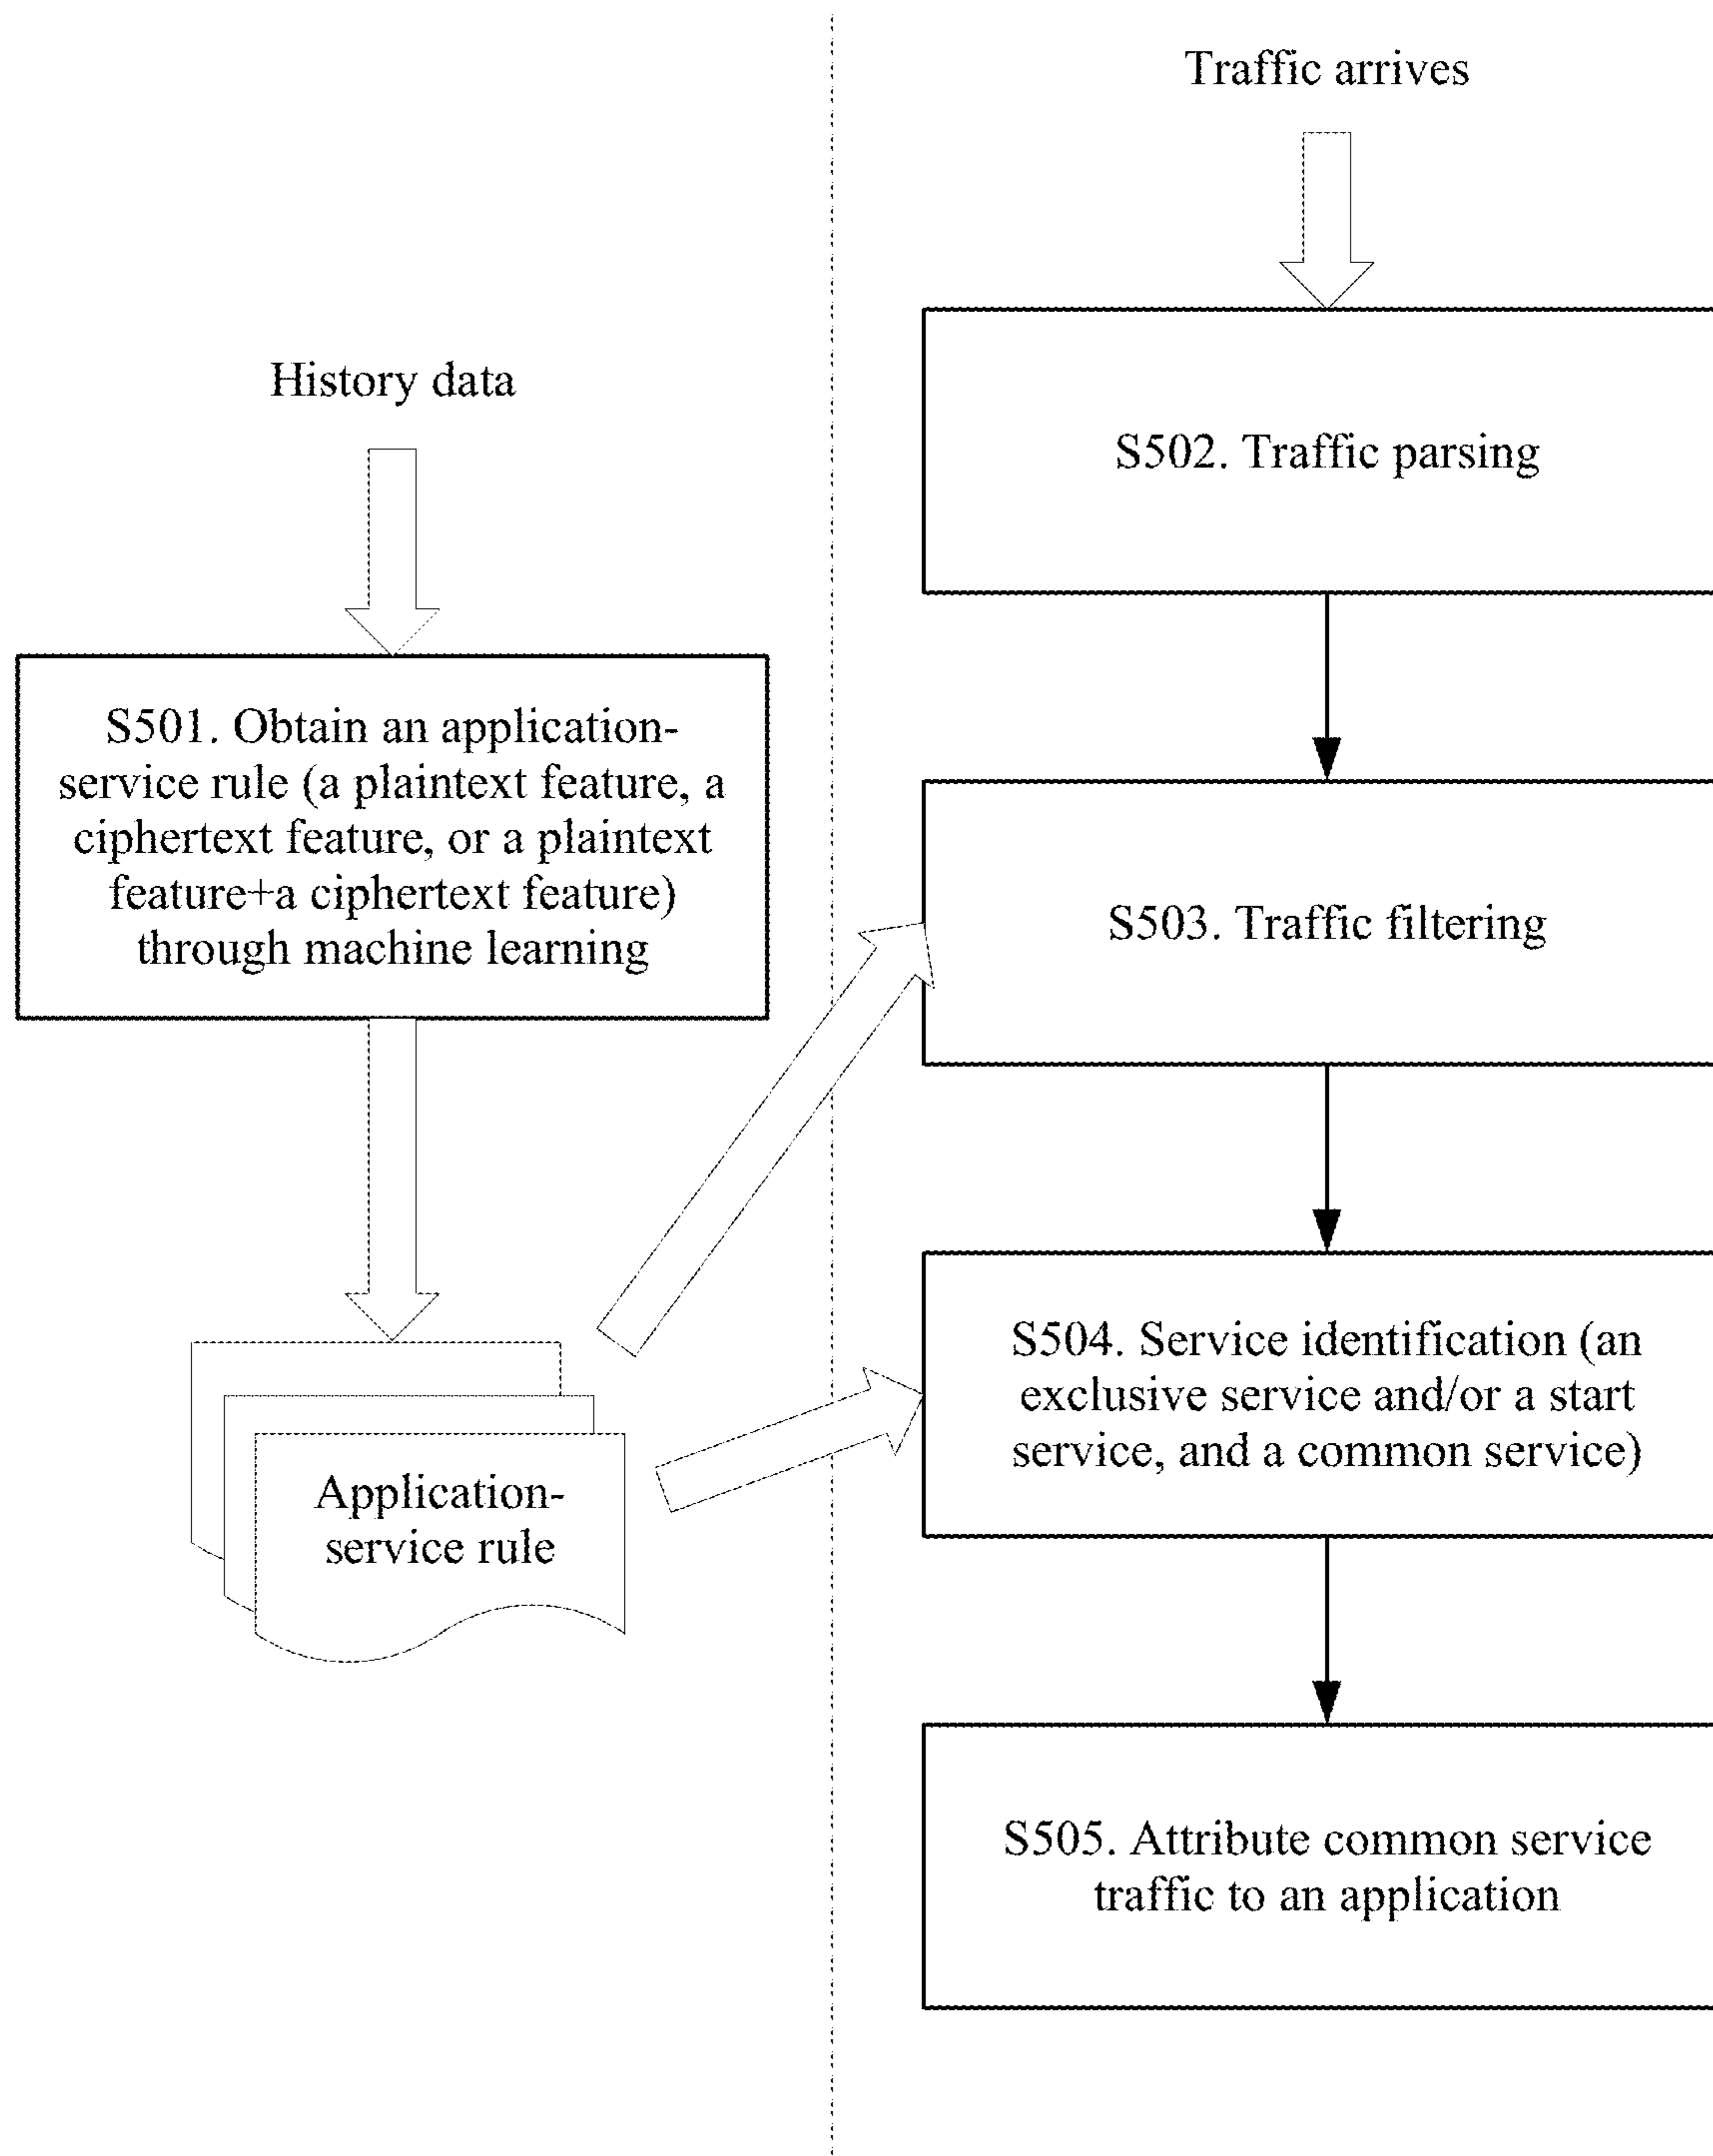 History data
S501. Obtain an application-
service rule (a plaintext feature, a
ciphertext feature, or a plaintext
feature+a ciphertext feature)
through machine learning
Application-
service rule
Traffic arrives
S502. Traffic parsing
S503. Traffic filtering
S504. Service identification (an
exclusive service and/or a start
service, and a common service)
S505. Attribute common service
traffic to an application